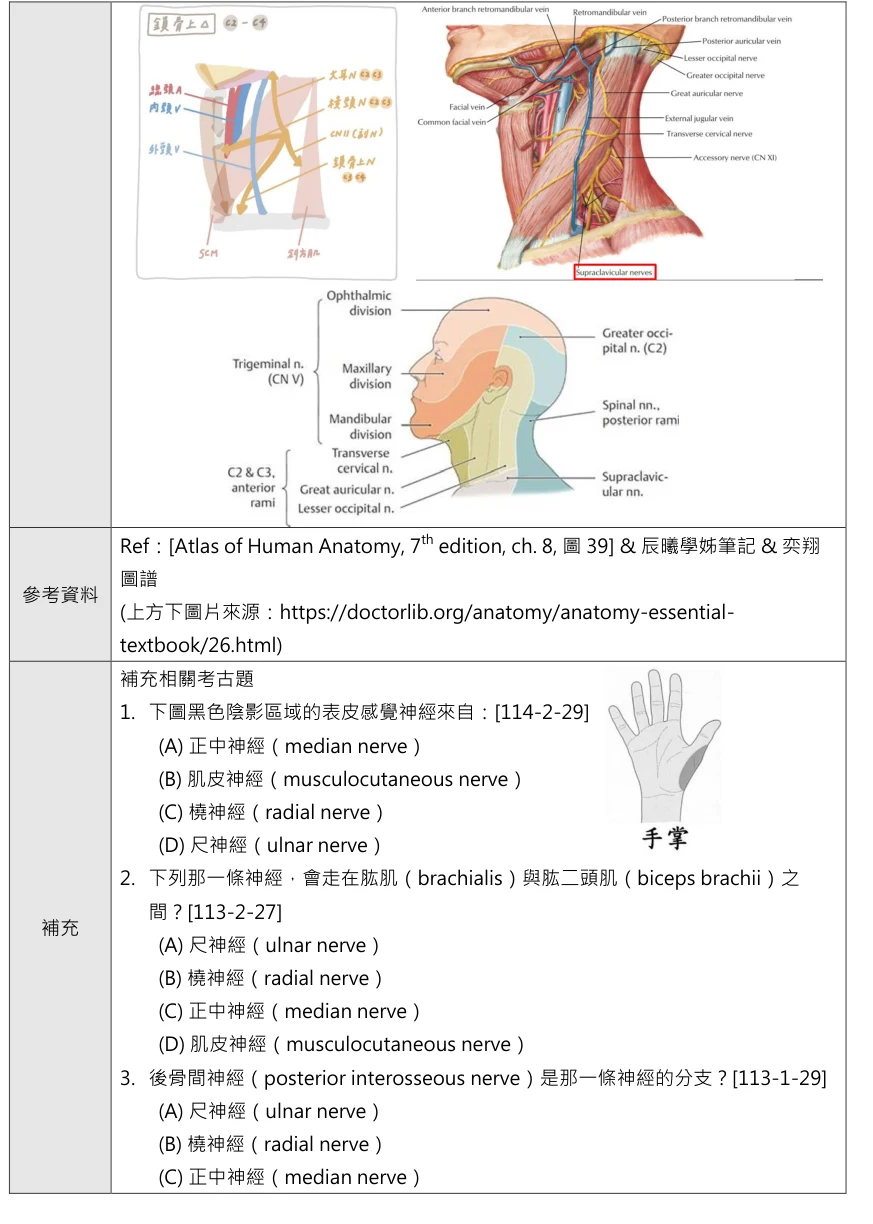 鎖骨上△ C2 - C4
頸A
內頸V
外頸V
大耳N C2 C3
橫頸N C2 C3
CN11(副N)
鎖骨上N
C3 C4
SCM
斜方肌
Anterior branch retromandibular vein
Retromandibular vein
Posterior branch retromandibular vein
Posterior auricular vein
Lesser occipital nerve
Greater occipital nerve
Great auricular nerve
Facial vein
Common facial vein
External jugular vein
Transverse cervical nerve
Accessory nerve (CN XI)
Supraclavicular nerves
Ophthalmic
division
Trigeminal n.
(CN V)
Maxillary
division
Mandibular
division
C2 & C3,
anterior
rami
Transverse
cervical n.
Great auricular n.
Lesser occipital n.
Greater occi-
pital n. (C2)
Spinal nn.,
posterior rami
Supraclavic-
ular nn.
參考資料
Ref：[Atlas of Human Anatomy, 7th edition, ch. 8, 圖 39] & 辰曦學姊筆記 & 奕翔
圖譜
(上方下圖片來源：https://doctorlib.org/anatomy/anatomy-essential-
textbook/26.html)
補充
補充相關考古題
1. 下圖黑色陰影區域的表皮感覺神經來自：[114-2-29]
(A) 正中神經（median nerve）
(B) 肌皮神經（musculocutaneous nerve）
(C) 橈神經（radial nerve）
(D) 尺神經（ulnar nerve）
手掌
2. 下列那一條神經，會走在肱肌（brachialis）與肱二頭肌（biceps brachii）之
間？[113-2-27]
(A) 尺神經（ulnar nerve）
(B) 橈神經（radial nerve）
(C) 正中神經（median nerve）
(D) 肌皮神經（musculocutaneous nerve）
3. 後骨間神經（posterior interosseous nerve）是那一條神經的分支？[113-1-29]
(A) 尺神經（ulnar nerve）
(B) 橈神經（radial nerve）
(C) 正中神經（median nerve）